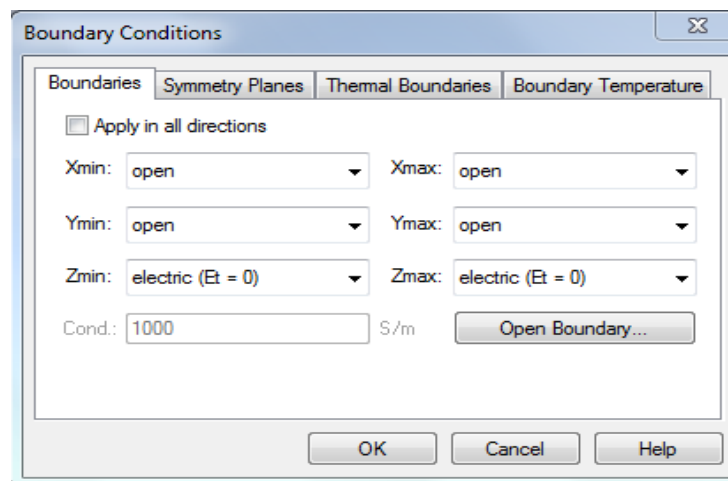 Boundary Conditions
Boundaries Symmetry Planes Thermal Boundaries Boundary Temperature
Apply in all directions
Xmin: open Xmax: open
Ymin: open Ymax: open
Zmin: electric (Et = 0) Zmax: electric (Et = 0)
Cond.: 1000 S/m Open Boundary...
OK Cancel Help